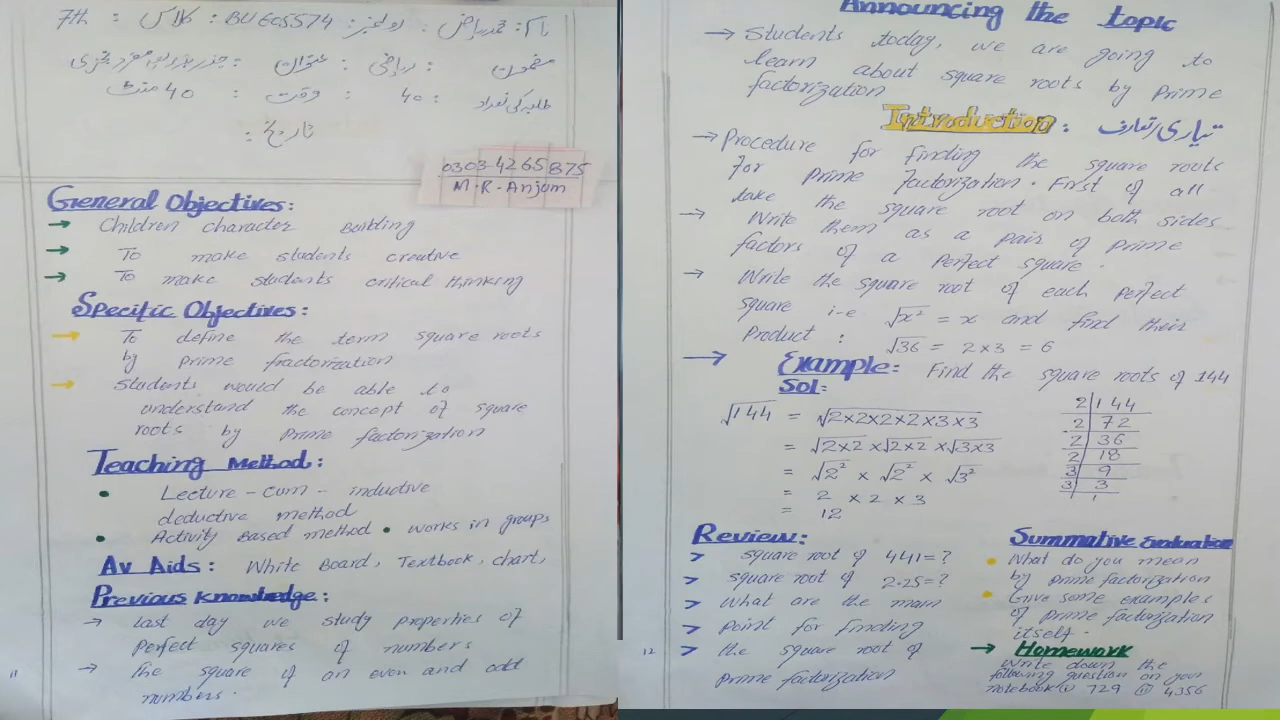 نام: محمد ریاض : رولنمبر: BU 605574 : کلاس : 7th
مضمون : ریاضی : عنوان :
طلبہ کی تعداد : 40 : وقت : 40 منٹ
تاریخ :
0303-4265875
M.R.Anjum
General Objectives:
→ Children character Building
→ To make students creative
→ To make students critical thinking
Specific Objectives:
→ To define the term square roots
by prime fractorization
→ Students would be able to
understand the concept of square
roots by Prime factorization
Teaching Method:
• Lecture-cum-inductive
deductive method
• Activity Based method • works in groups
Av Aids: White Board, Textbook, chart,
Previous Knowledge:
→ last day we study properties of
Perfect squares of numbers
→ the square of an even and odd
numbers.
11
Announcing the topic
→ Students today, we are going to
learn about square roots by Prime
factorization
Introduction: تیاری/تعارف
→ Procedure for finding the square roots
for Prime factorization. First of all
take the square root on both sides
→ Write them as a pair of prime
factors of a Perfect square.
→ Write the square root of each Perfect
square i-e √x² = x and find their
Product : √36 = 2×3 = 6
→ Example: Find the square roots of 144
Sol:
√144 = √2×2×2×2×3×3
= √2×2 × √2×2 × √3×3
= √2² × √2² × √3²
= 2 × 2 × 3
= 12
2 | 144
2 | 72
2 | 36
2 | 18
3 | 9
3 | 3
1
Review:
> square root of 441=?
> square root of 2.25=?
> What are the main
> point for finding
> the square root of
Prime factorization
12
Summative Evaluation
• What do you mean
by prime factorization
• Give some examples
of prime factorization
itself.
→ Homework
Write down the
following question on your
notebook (i) 729 (ii) 4356